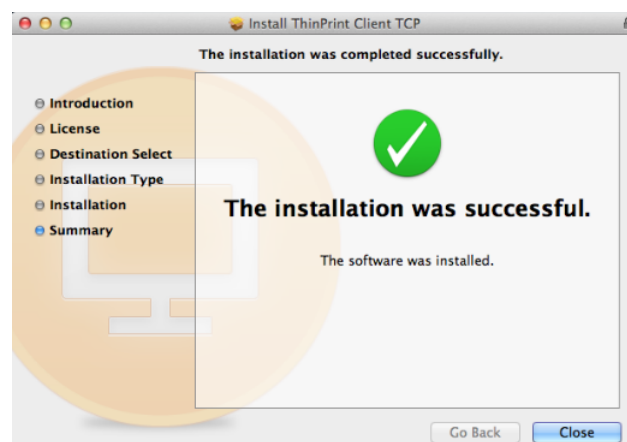 Install ThinPrint Client TCP
The installation was completed successfully.
Introduction
License
Destination Select
Installation Type
Installation
Summary
The installation was successful.
The software was installed.
Go Back
Close